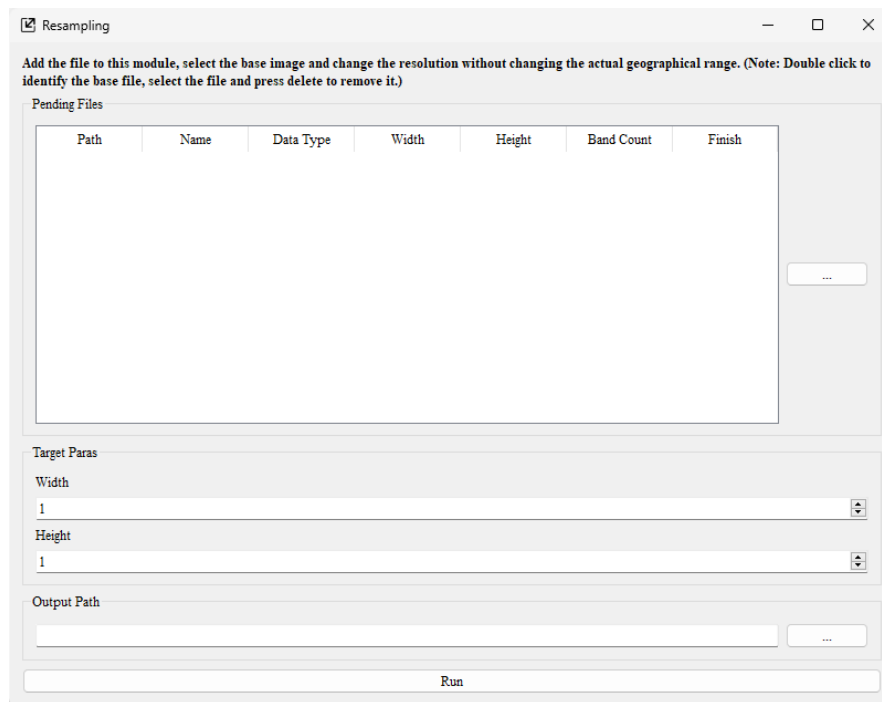 Resampling
Add the file to this module, select the base image and change the resolution without changing the actual geographical range. (Note: Double click to
identify the base file, select the file and press delete to remove it.)
Pending Files
Path Name Data Type Width Height Band Count Finish
...
Target Paras
Width
1
Height
1
Output Path
...
Run